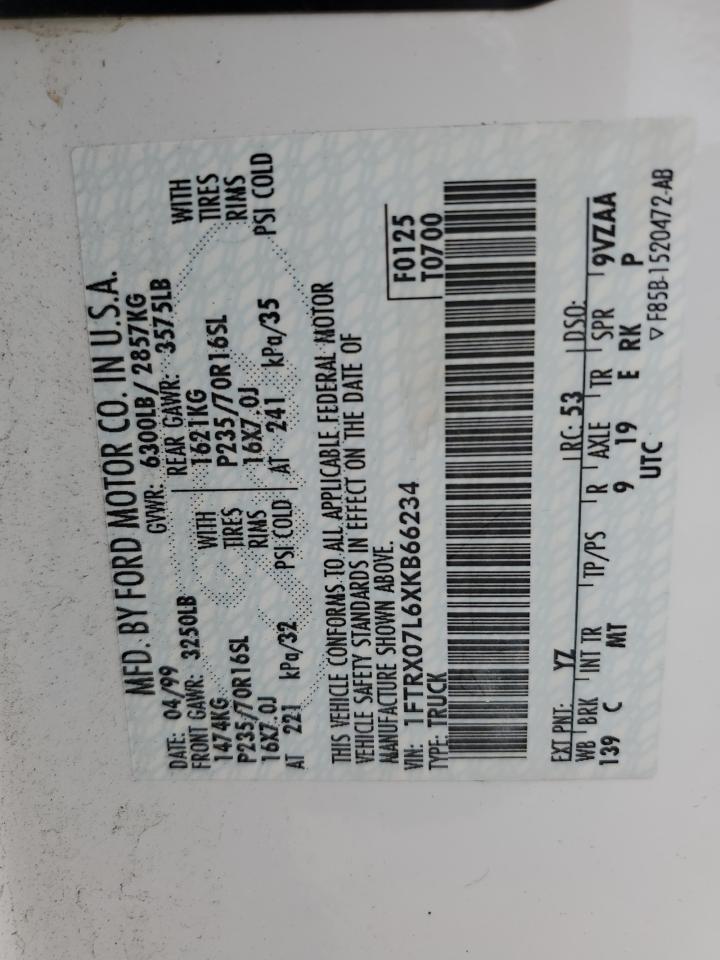 MFD. BY FORD MOTOR CO. IN U.S.A.
DATE: 04/99 GVWR: 6300LB/ 2857KG
FRONT GAWR: 3250LB REAR GAWR: 3575LB
1474KG WITH 1621KG WITH
P235/70R16SL TIRES P235/70R16SL TIRES
16X7.0J RIMS 16X7.0J RIMS
AT 221 kPa/32 PSI COLD AT 241 kPa/35 PSI COLD
THIS VEHICLE CONFORMS TO ALL APPLICABLE FEDERAL MOTOR
VEHICLE SAFETY STANDARDS IN EFFECT ON THE DATE OF
MANUFACTURE SHOWN ABOVE.
VIN: 1FTRX07L6XKB66234 F0125
TYPE: TRUCK T0700
EXT PNT: YZ RC: 53 DSO:
WB BRK INT TR TP/PS R AXLE TR SPR 9VZAA
139 C MT 9 19 E RK P
UTC ▽ F85B-1520472-AB